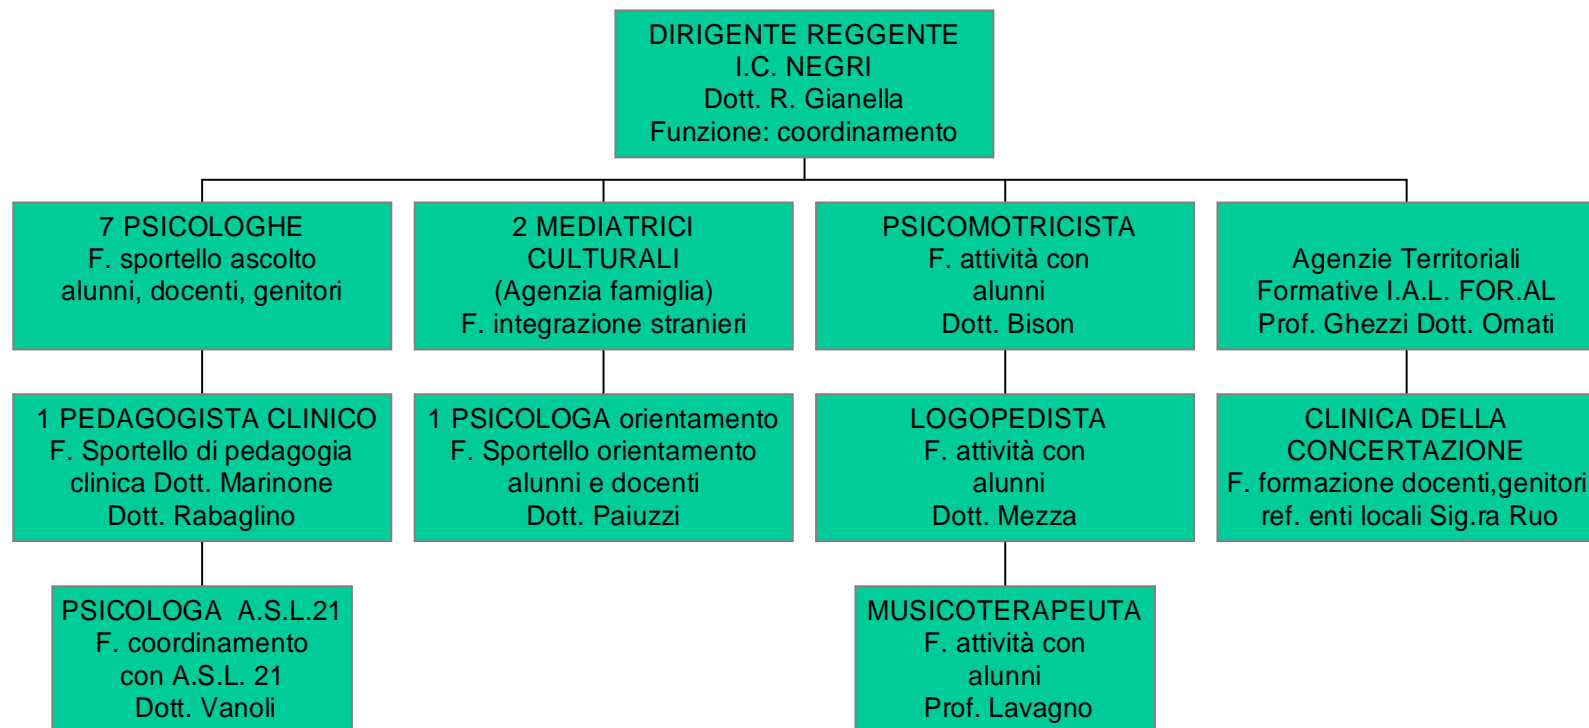 DIRIGENTE REGGENTE
I.C. NEGRI
Dott. R. Gianella
Funzione: coordinamento
7 PSICOLOGHE
F. sportello ascolto
alunni, docenti, genitori
2 MEDIATRICI
CULTURALI
(Agenzia famiglia)
F. integrazione stranieri
PSICOMOTRICISTA
F. attività con
alunni
Dott. Bison
Agenzie Territoriali
Formative I.A.L. FOR.AL
Prof. Ghezzi Dott. Omati
1 PEDAGOGISTA CLINICO
F. Sportello di pedagogia
clinica Dott. Marinone
Dott. Rabaglino
1 PSICOLOGA orientamento
F. Sportello orientamento
alunni e docenti
Dott. Paiuzzi
LOGOPEDISTA
F. attività con
alunni
Dott. Mezza
CLINICA DELLA
CONCERTAZIONE
F. formazione docenti,genitori
ref. enti locali Sig.ra Ruo
PSICOLOGA A.S.L.21
F. coordinamento
con A.S.L. 21
Dott. Vanoli
MUSICOTERAPEUTA
F. attività con
alunni
Prof. Lavagno